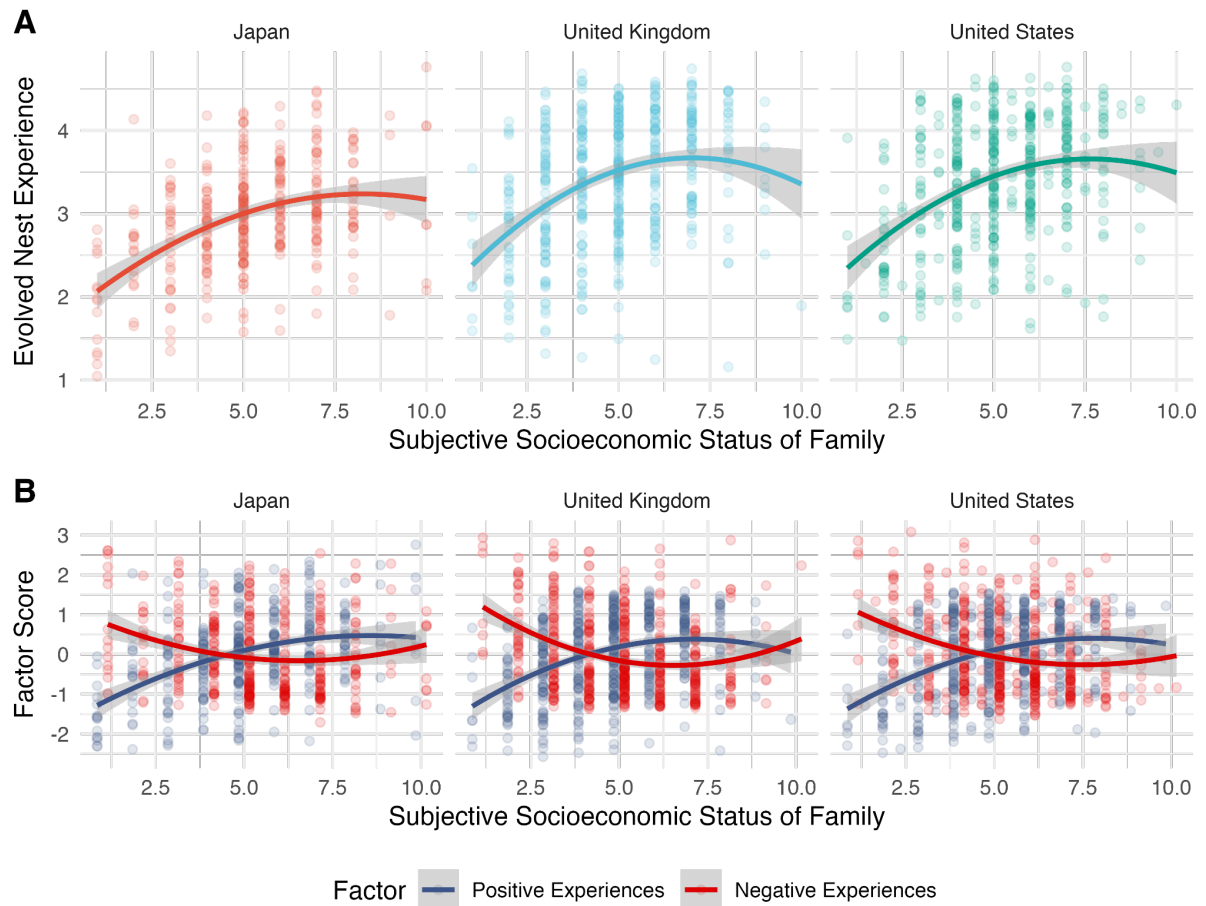 A
Japan United Kingdom United States
Evolved Nest Experience
4
3
2
1
2.5 5.0 7.5 10.0 2.5 5.0 7.5 10.0 2.5 5.0 7.5 10.0
Subjective Socioeconomic Status of Family
B
Japan United Kingdom United States
Factor Score
3
2
1
0
-1
-2
2.5 5.0 7.5 10.0 2.5 5.0 7.5 10.0 2.5 5.0 7.5 10.0
Subjective Socioeconomic Status of Family
Factor Positive Experiences Negative Experiences